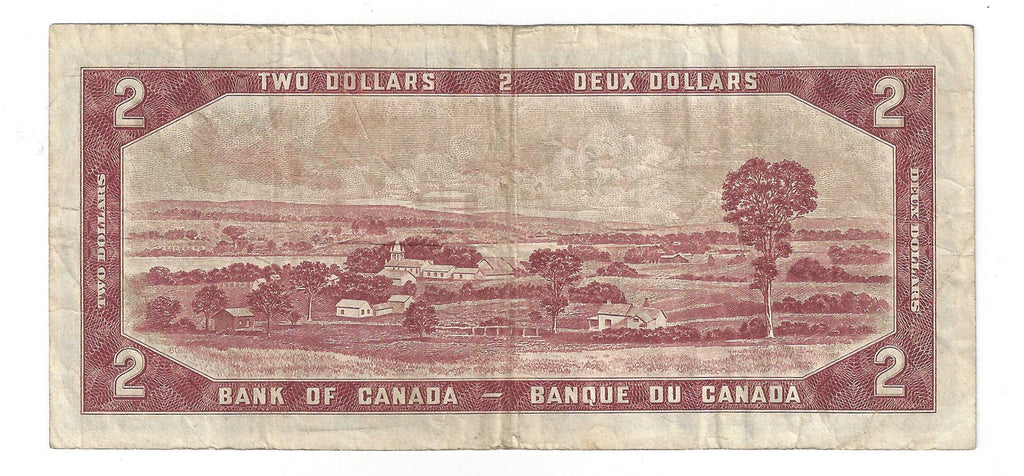 TWO DOLLARS 2 DEUX DOLLARS
2 2
TWO DOLLARS
DEUX DOLLARS
2 2
BANK OF CANADA — BANQUE DU CANADA